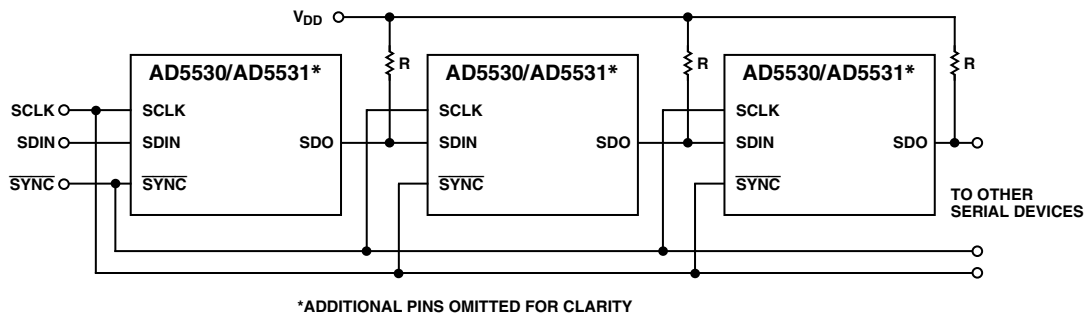 VDD
R
R
R
AD5530/AD5531*
AD5530/AD5531*
AD5530/AD5531*
SCLK
SCLK
SCLK
SCLK
SDIN
SDIN
SDO
SDIN
SDO
SDIN
SDO
SYNC
SYNC
SYNC
SYNC
TO OTHER
SERIAL DEVICES
*ADDITIONAL PINS OMITTED FOR CLARITY